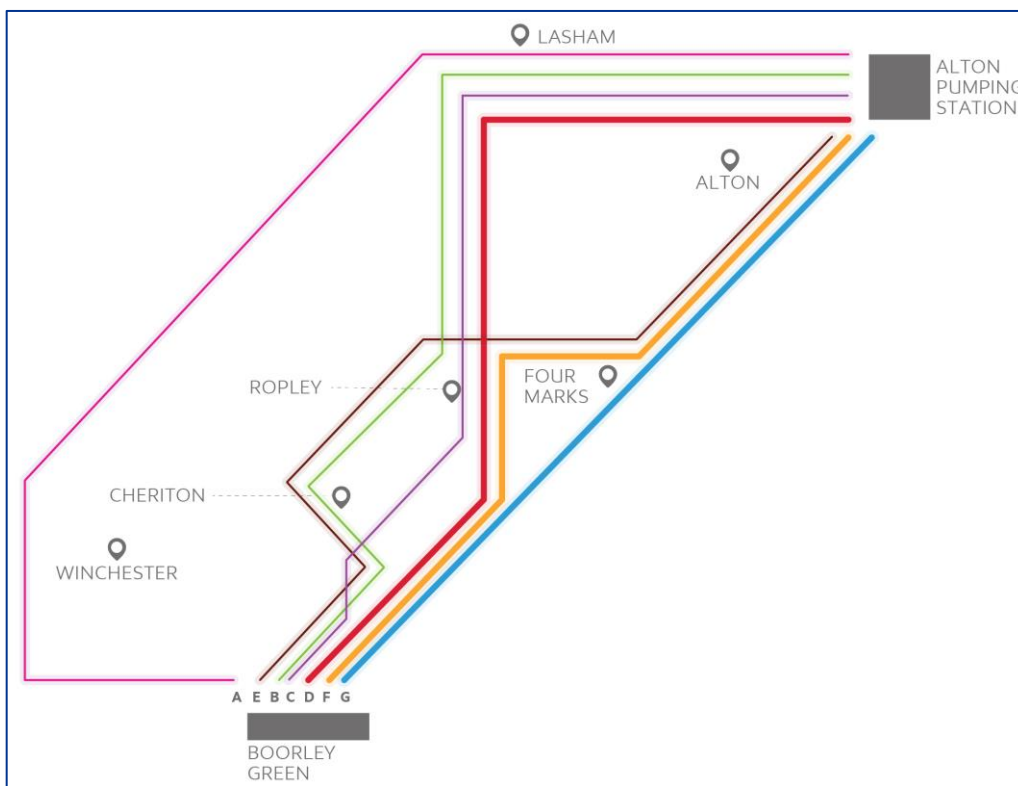 LASHAM
ALTON
PUMPING
STATION
ALTON
ROPLEY
FOUR
MARKS
CHERITON
WINCHESTER
A E B C D F G
BOORLEY
GREEN